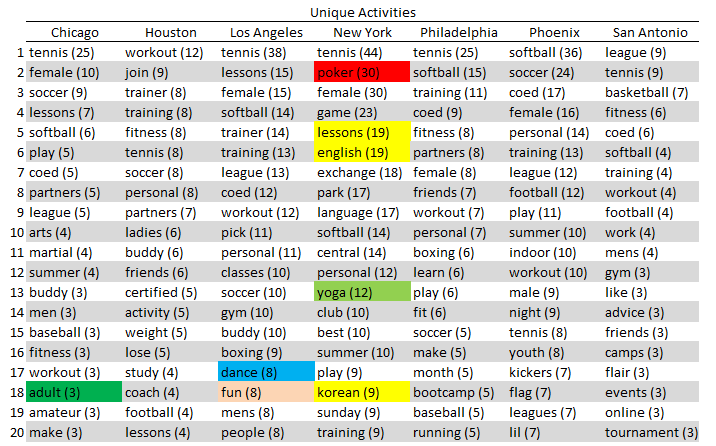 Unique Activities
Chicago Houston Los Angeles New York Philadelphia Phoenix San Antonio
1 tennis (25) workout (12) tennis (38) tennis (44) tennis (25) softball (36) league (9)
2 female (10) join (9) lessons (15) poker (30) softball (15) soccer (24) tennis (9)
3 soccer (9) trainer (8) female (15) female (30) training (11) coed (17) basketball (7)
4 lessons (7) training (8) softball (14) game (23) coed (9) female (16) fitness (6)
5 softball (6) fitness (8) trainer (14) lessons (19) fitness (8) personal (14) coed (6)
6 play (5) tennis (8) training (13) english (19) partners (8) training (13) softball (4)
7 coed (5) soccer (8) league (13) exchange (18) female (8) league (12) training (4)
8 partners (5) personal (8) coed (12) park (17) friends (7) football (12) workout (4)
9 league (5) partners (7) workout (12) language (17) workout (7) play (11) football (4)
10 arts (4) ladies (6) pick (11) softball (14) personal (7) summer (10) work (4)
11 martial (4) buddy (6) personal (11) central (14) boxing (6) indoor (10) mens (4)
12 summer (4) friends (6) classes (10) personal (12) learn (6) workout (10) gym (3)
13 buddy (3) certified (5) soccer (10) yoga (12) play (6) male (9) like (3)
14 men (3) activity (5) gym (10) club (10) fit (6) night (9) advice (3)
15 baseball (3) weight (5) buddy (10) best (10) soccer (5) tennis (8) friends (3)
16 fitness (3) lose (5) boxing (9) summer (10) make (5) youth (8) camps (3)
17 workout (3) study (4) dance (8) play (9) month (5) kickers (7) flair (3)
18 adult (3) coach (4) fun (8) korean (9) bootcamp (5) flag (7) events (3)
19 amateur (3) football (4) mens (8) sunday (9) baseball (5) leagues (7) online (3)
20 make (3) lessons (4) people (8) training (9) running (5) lil (7) tournament (3)